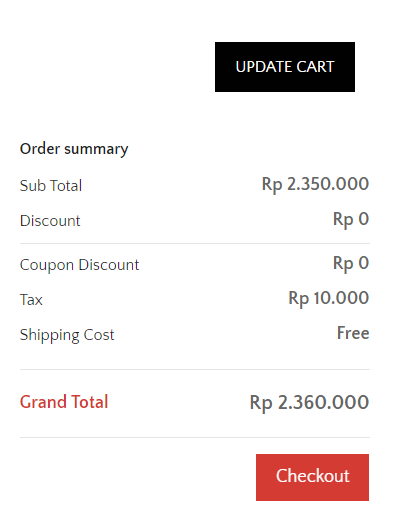 UPDATE CART
Order summary
Sub Total Rp 2.350.000
Discount Rp 0
Coupon Discount Rp 0
Tax Rp 10.000
Shipping Cost Free
Grand Total Rp 2.360.000
Checkout